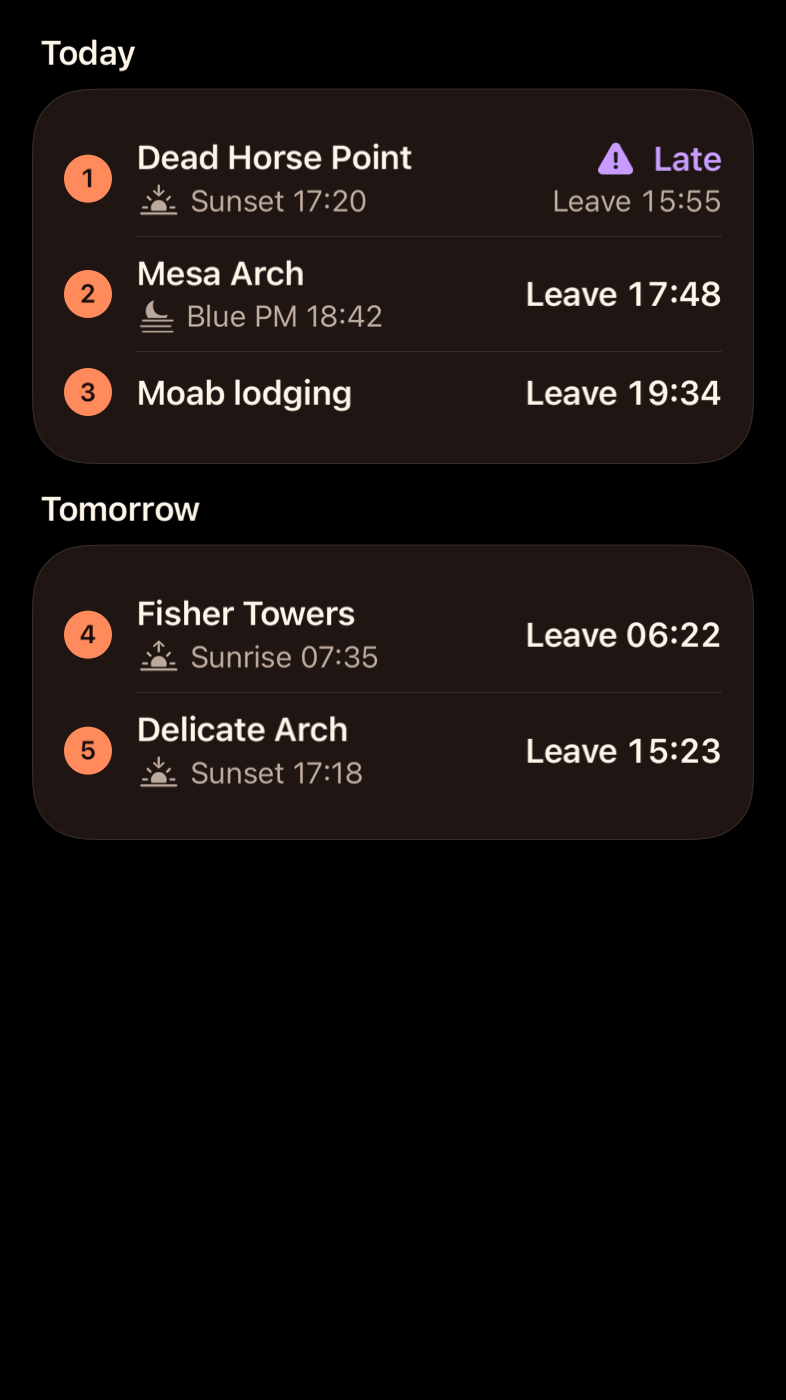 Today
1 Dead Horse Point Late
Sunset 17:20 Leave 15:55
2 Mesa Arch Leave 17:48
Blue PM 18:42
3 Moab lodging Leave 19:34
Tomorrow
4 Fisher Towers Leave 06:22
Sunrise 07:35
5 Delicate Arch Leave 15:23
Sunset 17:18